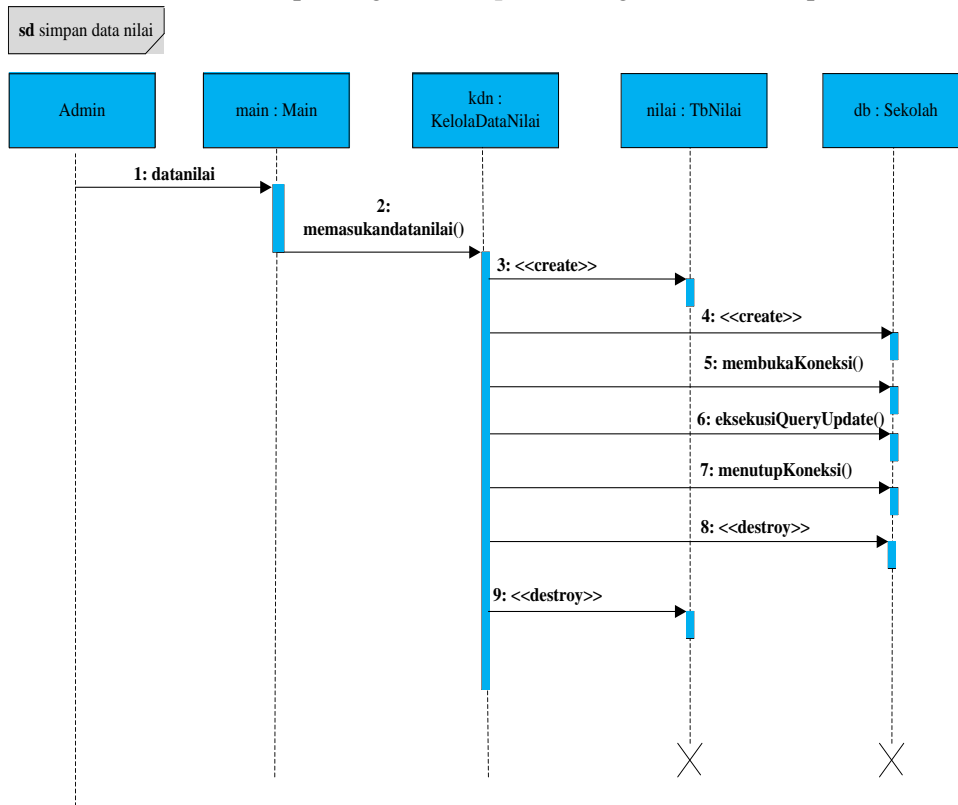 sd simpan data nilai
Admin
main : Main
kdn :
KelolaDataNilai
nilai : TbNilai
db : Sekolah
1: datanilai
2:
memasukandatanilai()
3: <<create>>
4: <<create>>
5: membukaKoneksi()
6: eksekusiQueryUpdate()
7: menutupKoneksi()
8: <<destroy>>
9: <<destroy>>